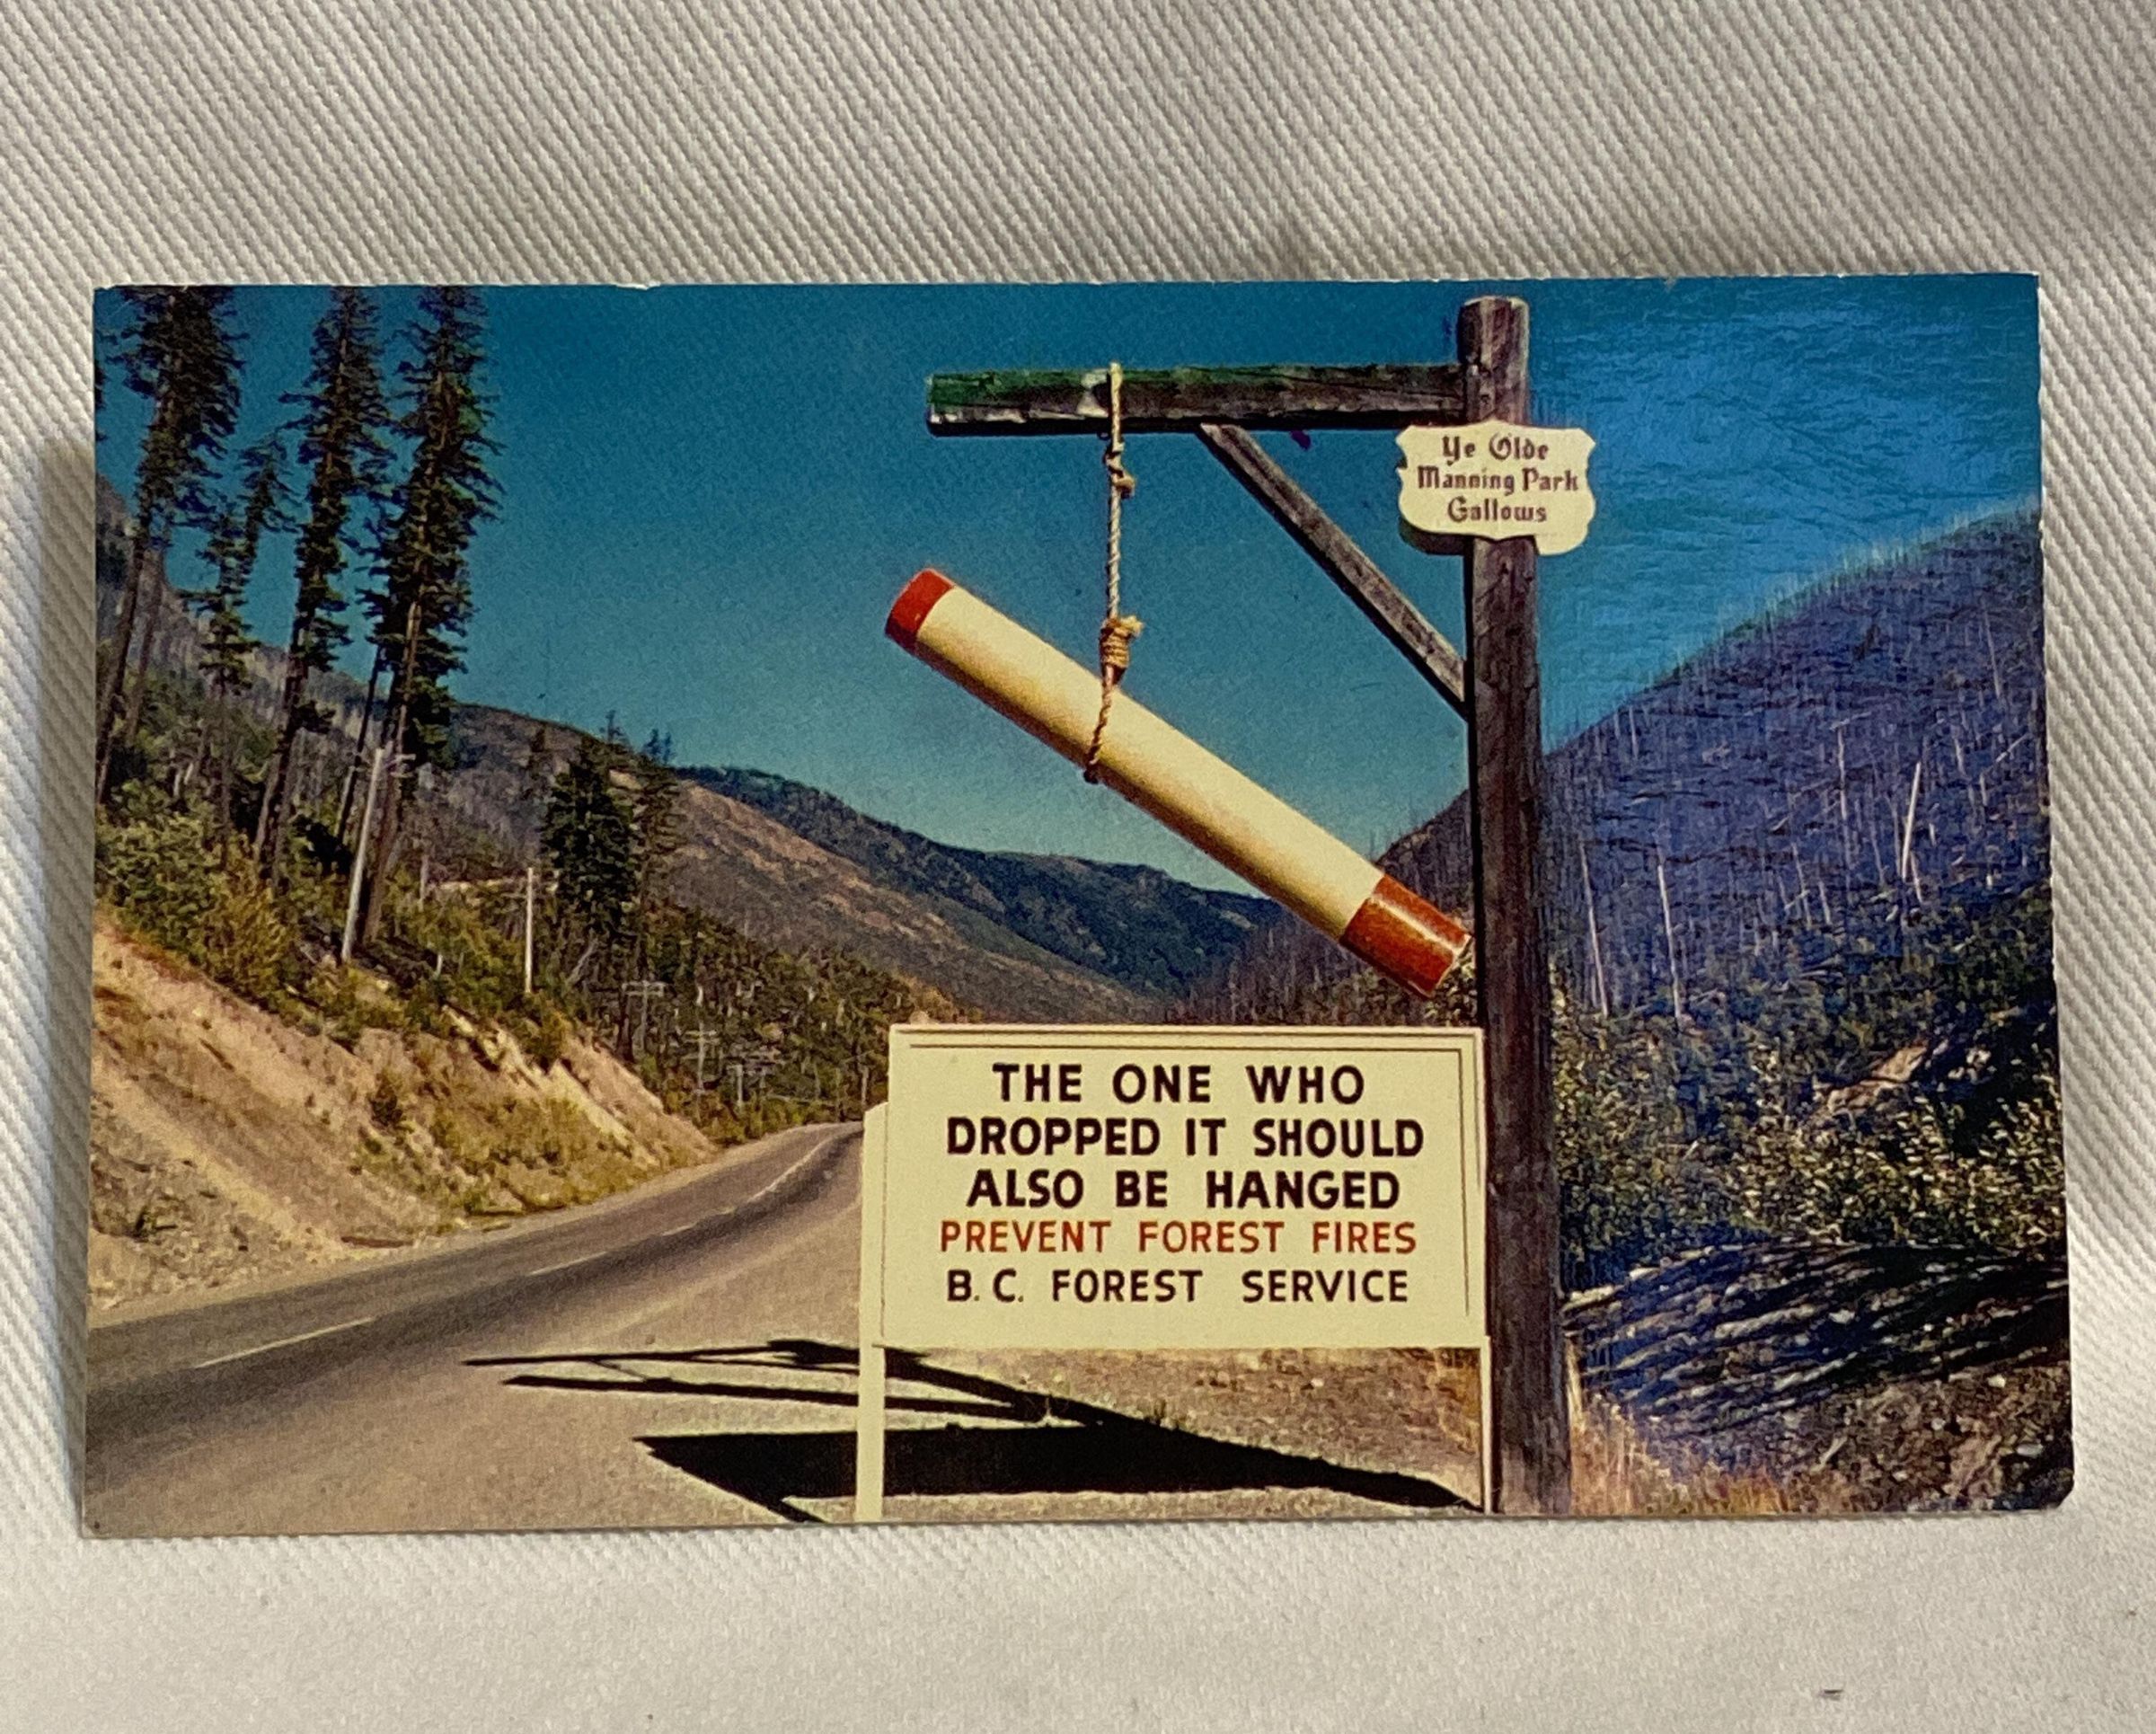 Ye Olde
Manning Park
Gallows
THE ONE WHO
DROPPED IT SHOULD
ALSO BE HANGED
PREVENT FOREST FIRES
B.C. FOREST SERVICE